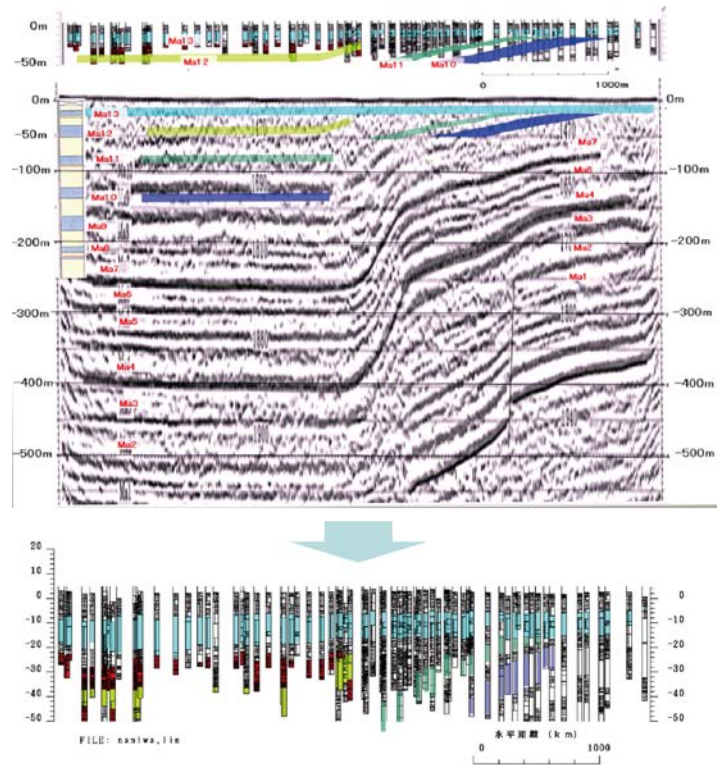 0m
Ma13
-50m
Ma12
Ma11
Ma10
0 1000m
0m 0m
Ma13
-50m -50m
Ma12
Ma11
Ma7
-100m -100m
Ma10
Ma4
Ma9
Ma3
-200m -200m
Ma8
Ma2
Ma7
Ma1
Ma6
-300m -300m
Ma5
Ma4
-400m -400m
Ma3
Ma2
-500m -500m
20
10
0 0
-10 -10
-20 -20
-30 -30
-40 -40
-50 -50
FILE: naniwa,lin
水平距離 (km)
0 1000